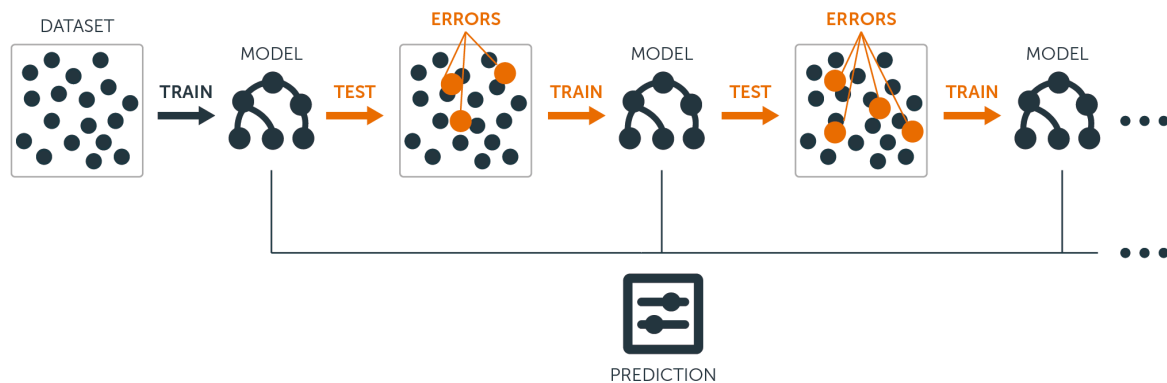 DATASET
MODEL
TRAIN
TEST
ERRORS
TRAIN
MODEL
TEST
ERRORS
TRAIN
MODEL
PREDICTION